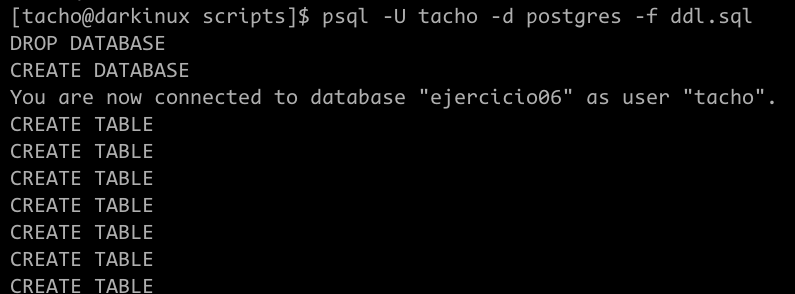 [tacho@darkinux scripts]$ psql -U tacho -d postgres -f ddl.sql
DROP DATABASE
CREATE DATABASE
You are now connected to database "ejercicio06" as user "tacho".
CREATE TABLE
CREATE TABLE
CREATE TABLE
CREATE TABLE
CREATE TABLE
CREATE TABLE
CREATE TABLE